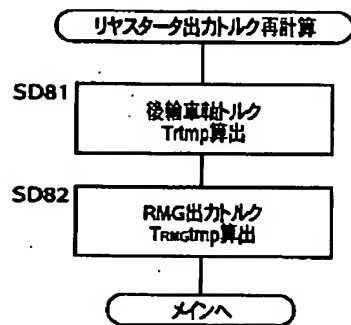 リヤスタータ出力トルク再計算
SD81
後輪車軸トルク
Trtmp算出
SD82
RMG出力トルク
TRMGtmp算出
メインへ